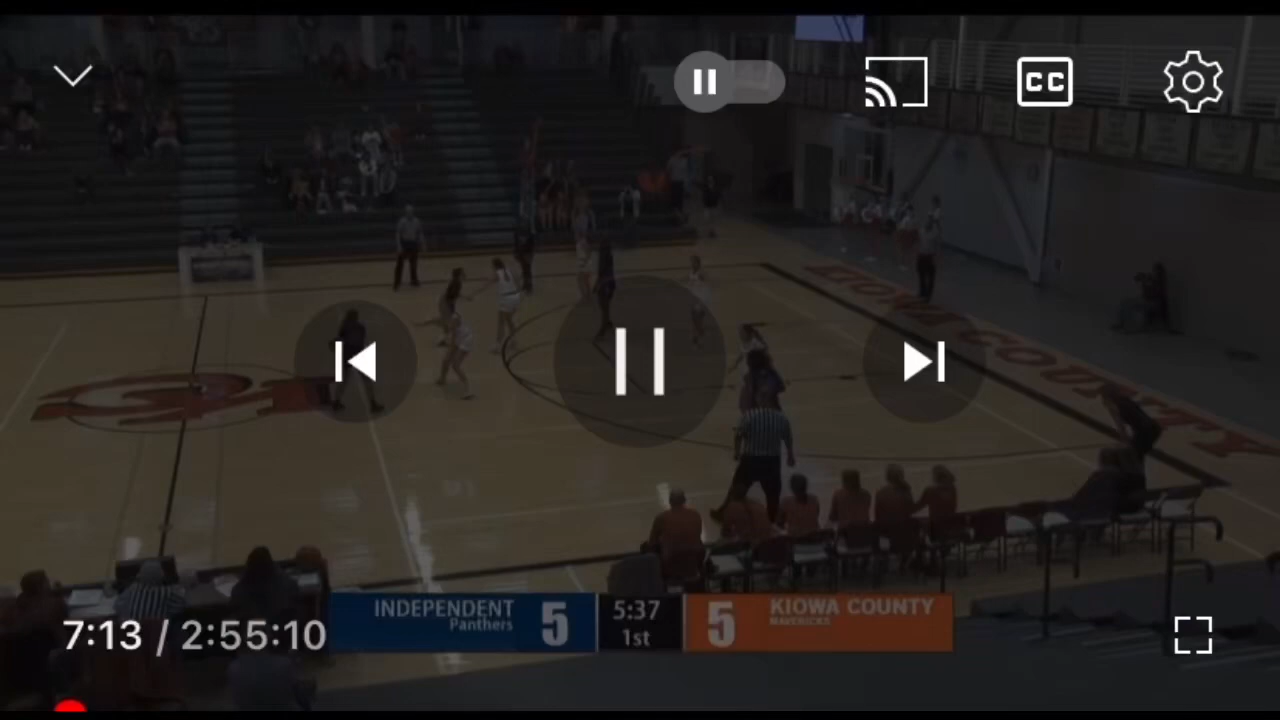 CC
KIOWA COUNTY
7:13 / 2:55:10
INDEPENDENT
Panthers
5
5:37
1st
5
KIOWA COUNTY
MAVERICKS